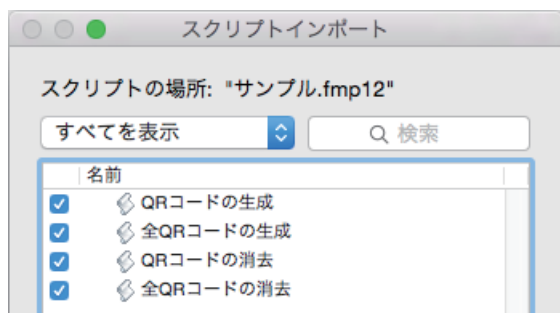 スクリプトインポート
スクリプトの場所: "サンプル.fmp12"
すべてを表示
検索
名前
QRコードの生成
全QRコードの生成
QRコードの消去
全QRコードの消去